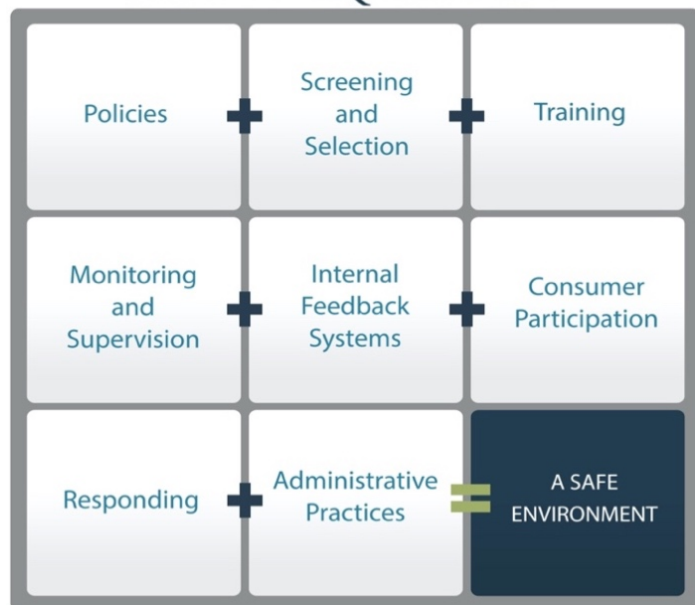 Policies
Screening
and
Selection
Training
Monitoring
and
Supervision
Internal
Feedback
Systems
Consumer
Participation
Responding
Administrative
Practices
A SAFE
ENVIRONMENT